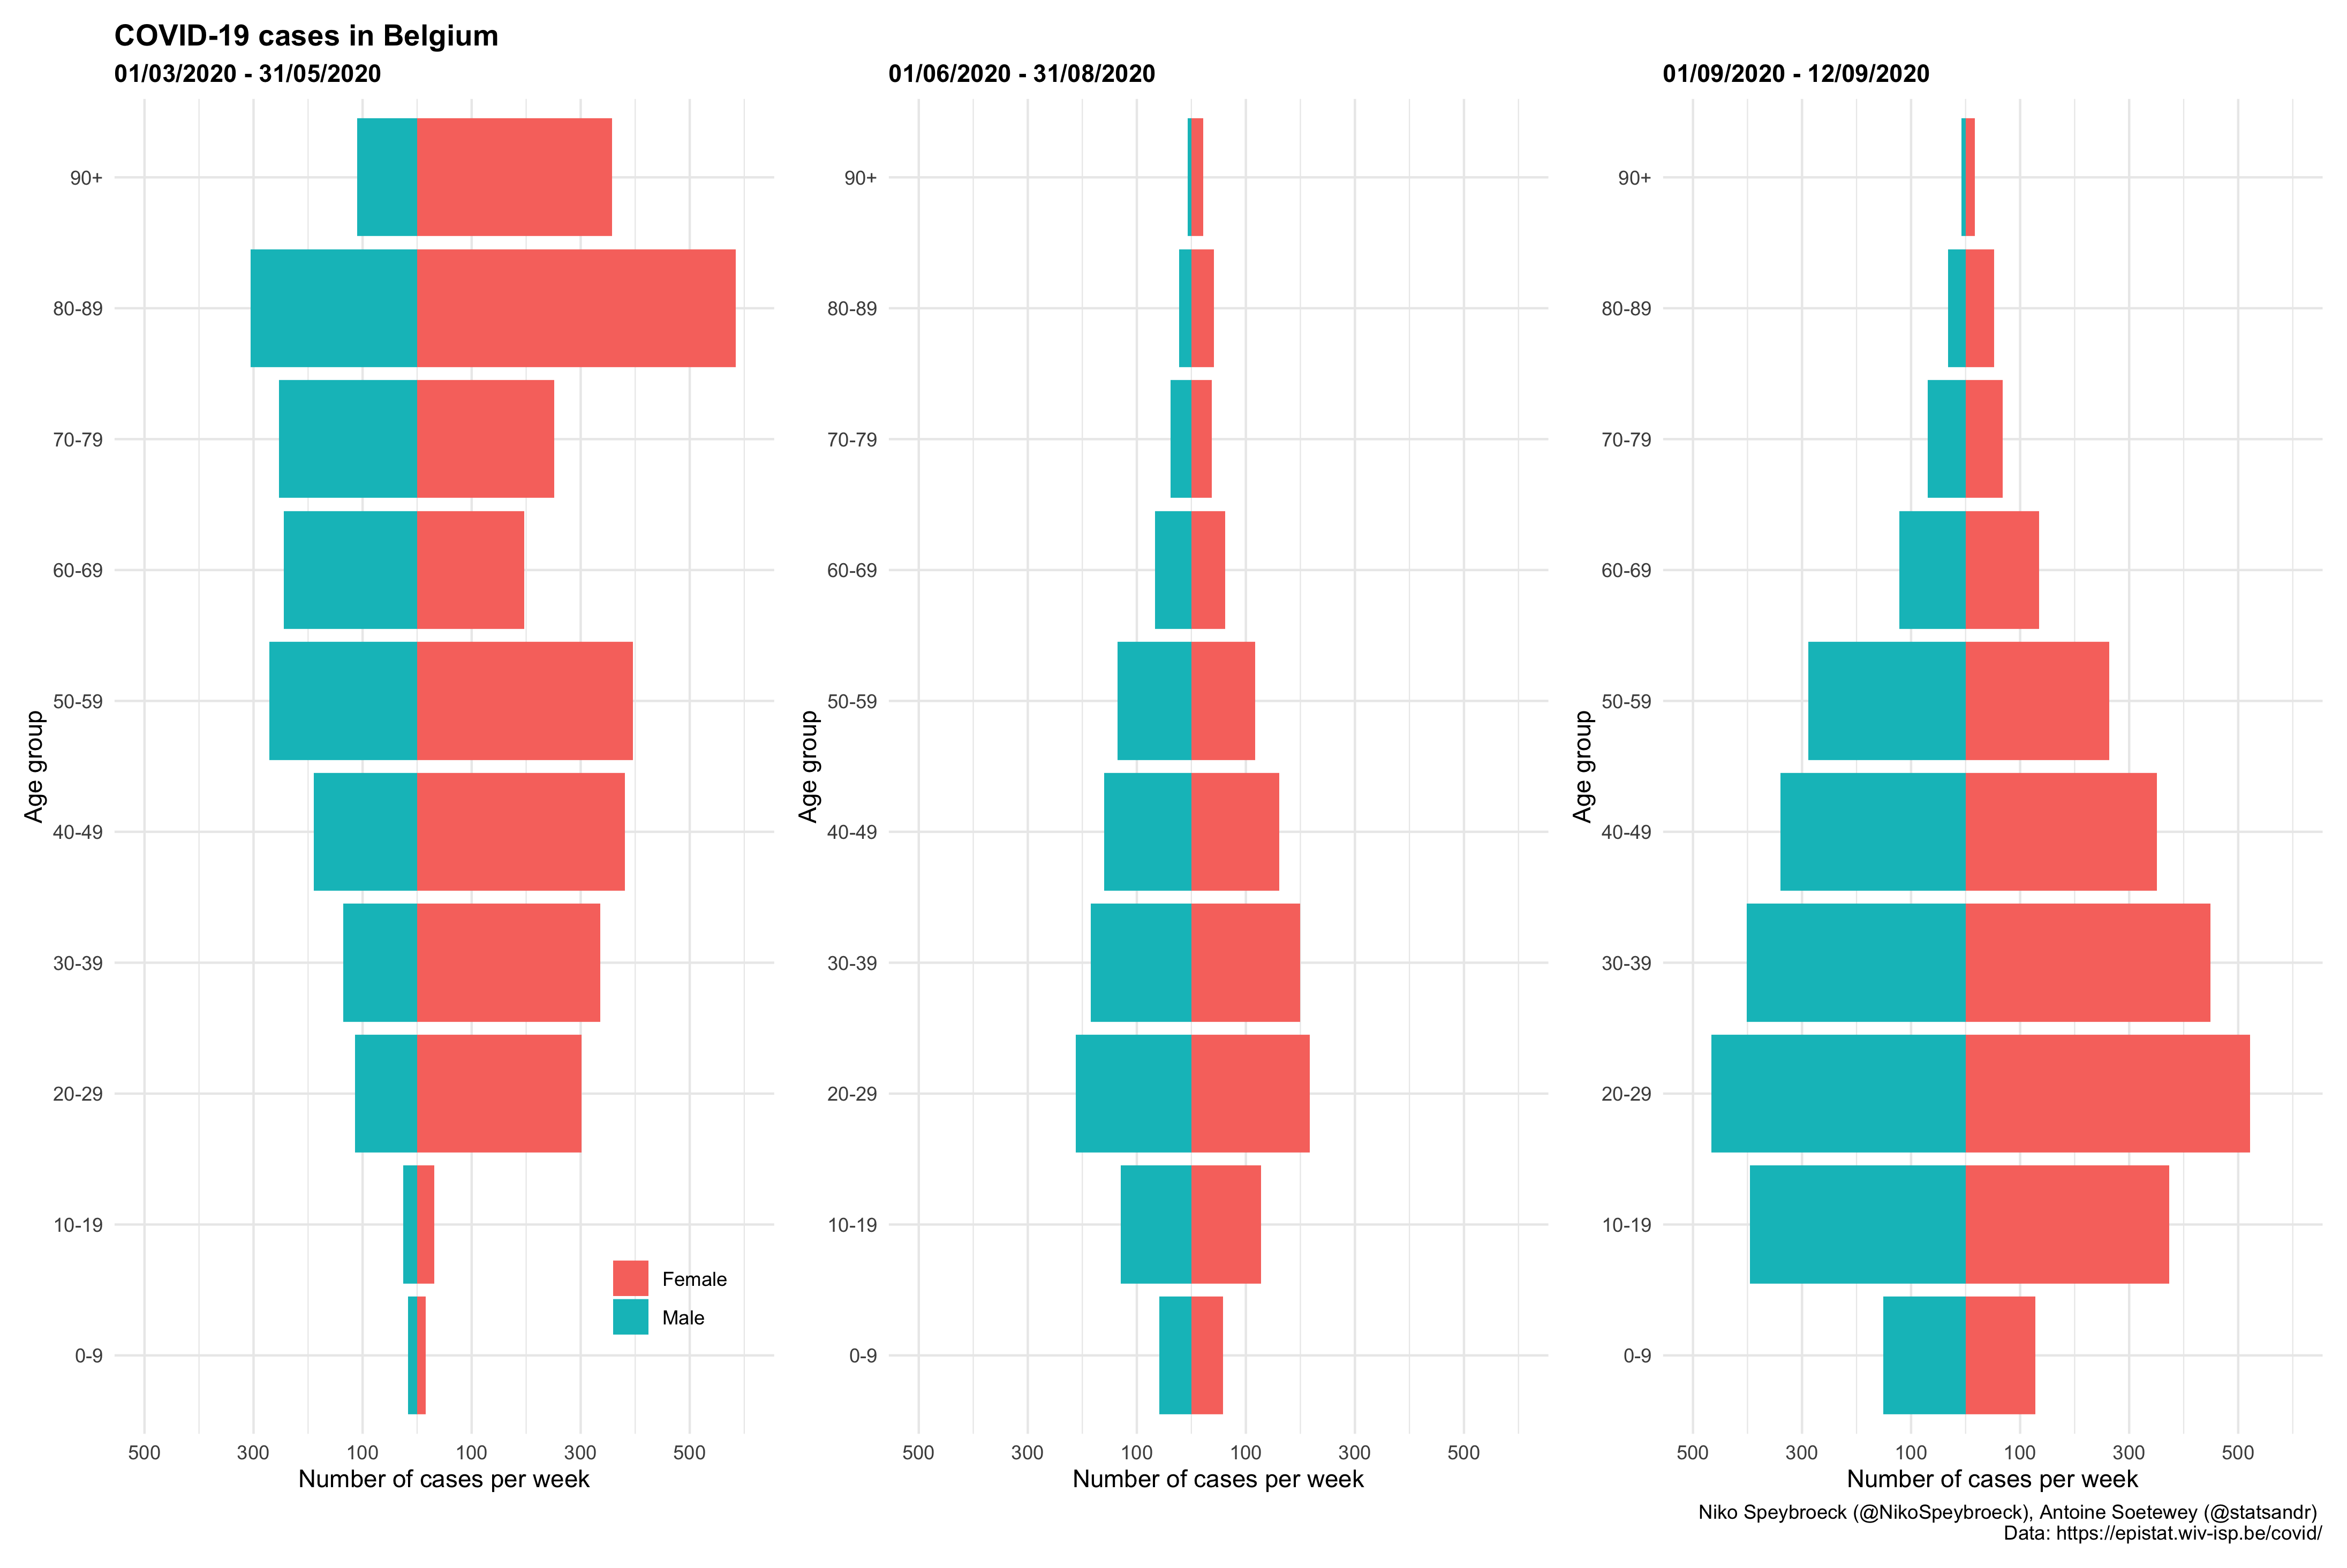 COVID-19 cases in Belgium
01/03/2020 - 31/05/2020
90+
80-89
70-79
60-69
50-59
40-49
30-39
20-29
10-19
0-9
Age group
Female
Male
500 300 100 100 300 500
Number of cases per week
01/06/2020 - 31/08/2020
90+
80-89
70-79
60-69
50-59
40-49
30-39
20-29
10-19
0-9
Age group
500 300 100 100 300 500
Number of cases per week
01/09/2020 - 12/09/2020
90+
80-89
70-79
60-69
50-59
40-49
30-39
20-29
10-19
0-9
Age group
500 300 100 100 300 500
Number of cases per week
Niko Speybroeck (@NikoSpeybroeck), Antoine Soetewey (@statsandr)
Data: https://epistat.wiv-isp.be/covid/